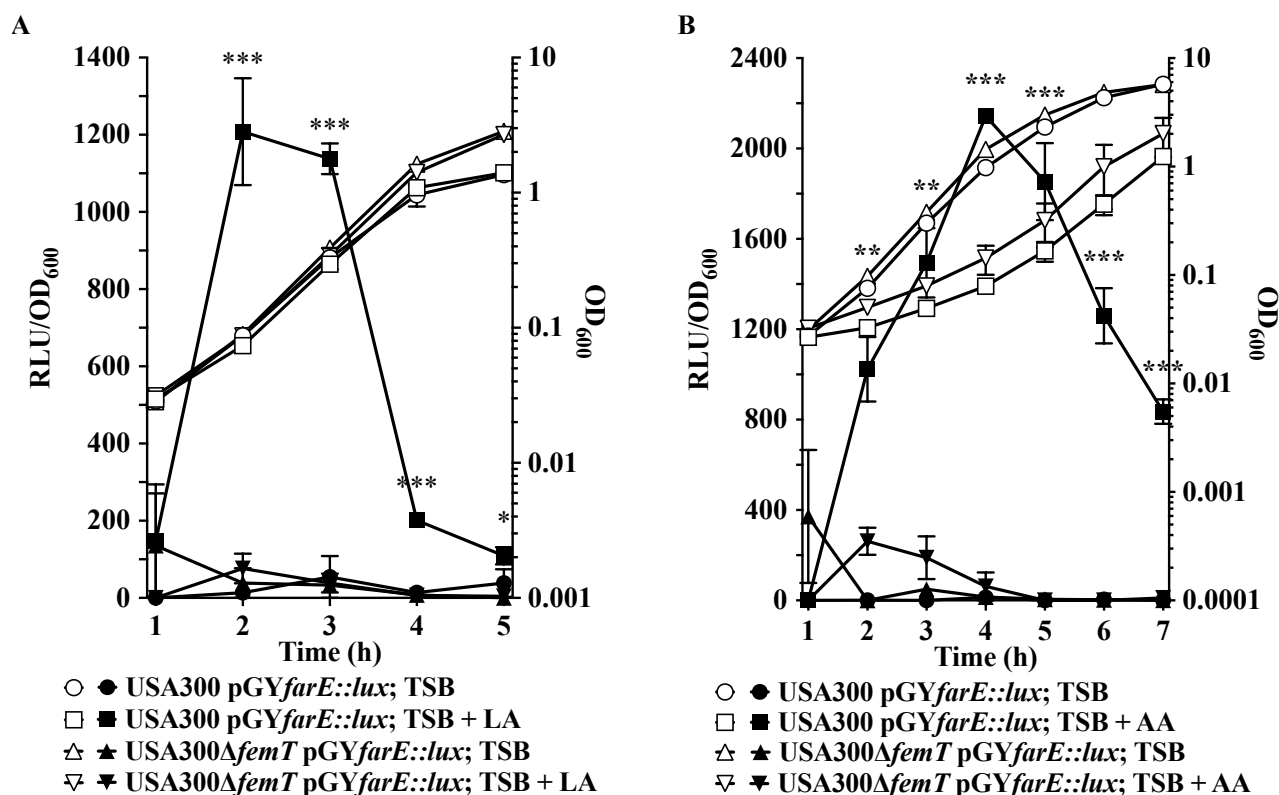 A
B
1400
1200
1000
800
600
400
200
0
RLU/OD600
10
1
0.1
0.01
0.001
OD600
***
***
***
*
1 2 3 4 5
Time (h)
USA300 pGYfarE::lux; TSB
USA300 pGYfarE::lux; TSB + LA
USA300ΔfemT pGYfarE::lux; TSB
USA300ΔfemT pGYfarE::lux; TSB + LA
2400
2000
1600
1200
800
400
0
RLU/OD600
10
1
0.1
0.01
0.001
0.0001
OD600
**
**
***
***
***
***
1 2 3 4 5 6 7
Time (h)
USA300 pGYfarE::lux; TSB
USA300 pGYfarE::lux; TSB + AA
USA300ΔfemT pGYfarE::lux; TSB
USA300ΔfemT pGYfarE::lux; TSB + AA